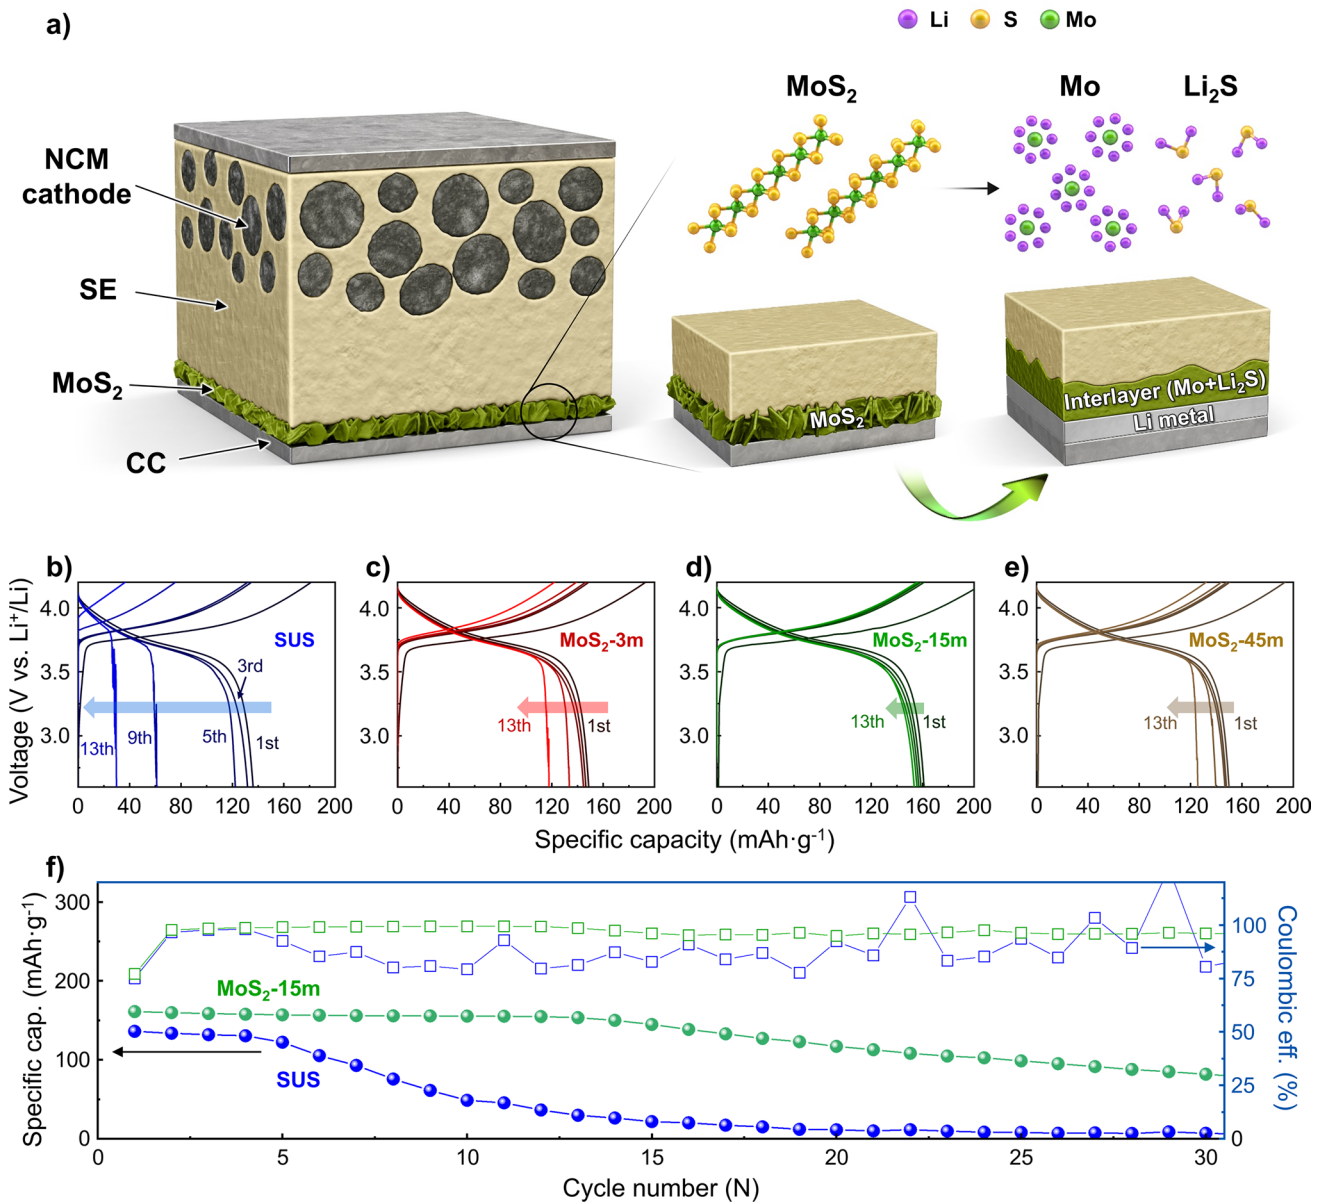 a)
Li S Mo
MoS₂ Mo Li₂S
NCM
cathode
SE
MoS₂
CC
MoS₂
Interlayer (Mo+Li₂S)
Li metal
b) c) d) e)
Voltage (V vs. Li⁺/Li)
4.0
3.5
3.0
SUS
3rd
13th 9th 5th 1st
0 40 80 120 160 200
MoS₂-3m
13th 1st
0 40 80 120 160 200
MoS₂-15m
13th 1st
0 40 80 120 160 200
MoS₂-45m
13th 1st
0 40 80 120 160 200
Specific capacity (mAh·g⁻¹)
f)
Specific cap. (mAh·g⁻¹)
300
200
100
0
MoS₂-15m
SUS
100
75
50
25
0
Coulombic eff. (%)
0 5 10 15 20 25 30
Cycle number (N)